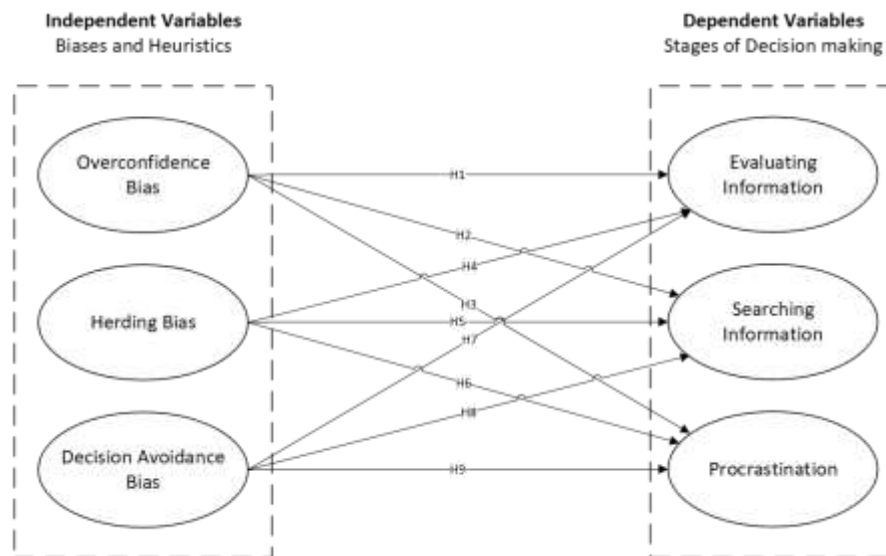 Independent Variables
Biases and Heuristics
Dependent Variables
Stages of Decision making
Overconfidence
Bias
Evaluating
Information
H1
H2
H4
H3
Herding Bias
H5
Searching
Information
H7
H6
H8
Decision Avoidance
Bias
H9
Procrastination